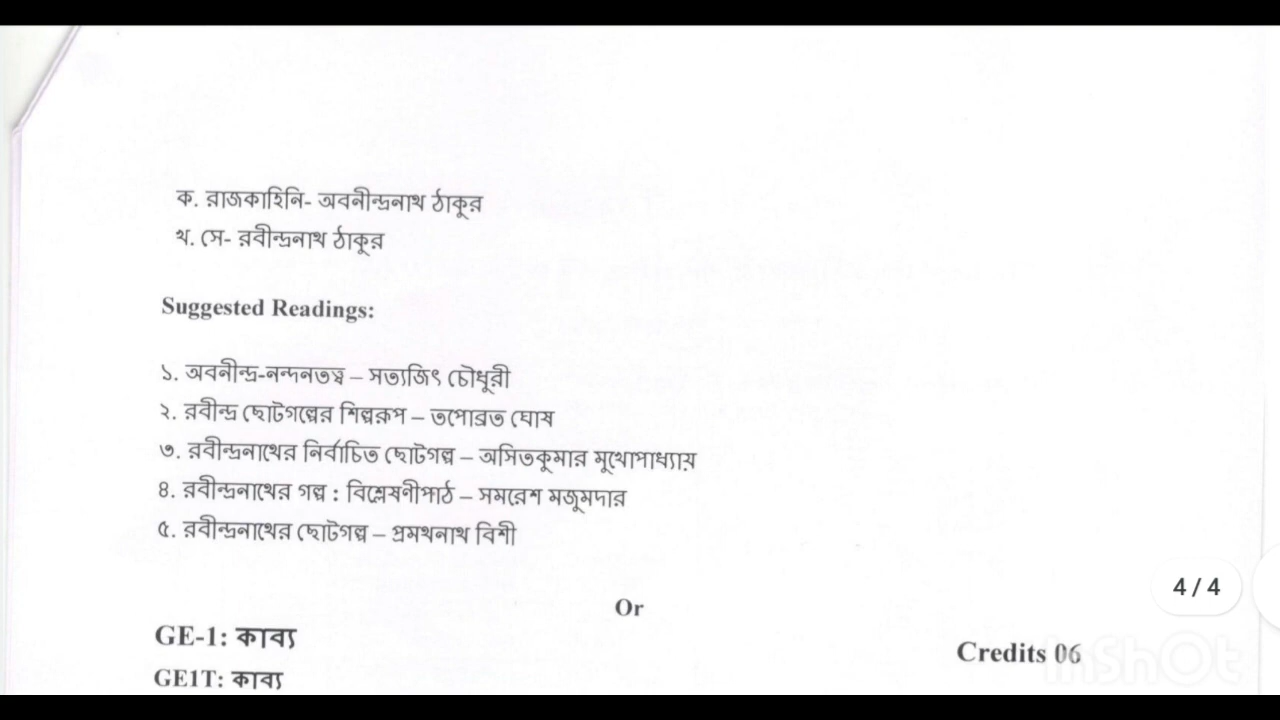 ক. রাজকাহিনি- অবনীন্দ্রনাথ ঠাকুর
খ. সে- রবীন্দ্রনাথ ঠাকুর
Suggested Readings:
১. অবনীন্দ্র-নন্দনতত্ত্ব – সত্যজিৎ চৌধুরী
২. রবীন্দ্র ছোটগল্পের শিল্পরূপ – তপোব্রত ঘোষ
৩. রবীন্দ্রনাথের নির্বাচিত ছোটগল্প – অসিতকুমার মুখোপাধ্যায়
৪. রবীন্দ্রনাথের গল্প : বিশ্লেষণীপাঠ – সমরেশ মজুমদার
৫. রবীন্দ্রনাথের ছোটগল্প – প্রমথনাথ বিশী
4 / 4
Or
GE-1: কাব্য
Credits 06
GE1T: কাব্য
InShOt